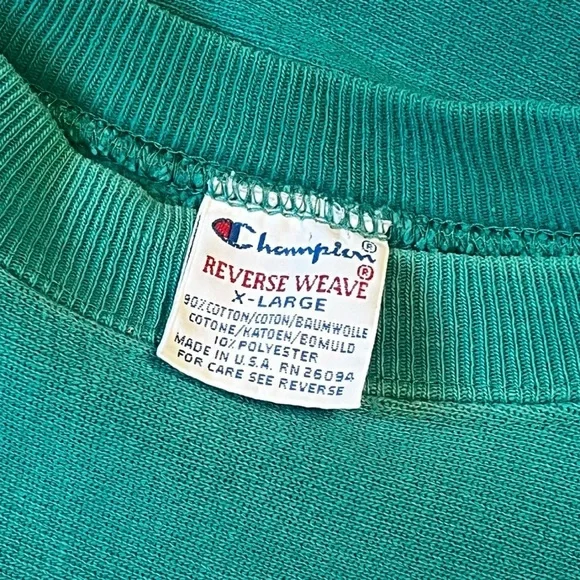 Champion®
REVERSE WEAVE®
X-LARGE
90% COTTON/COTON/BAUMWOLLE
COTONE/KATOEN/BOMULD
10% POLYESTER
MADE IN U.S.A. RN 26094
FOR CARE SEE REVERSE